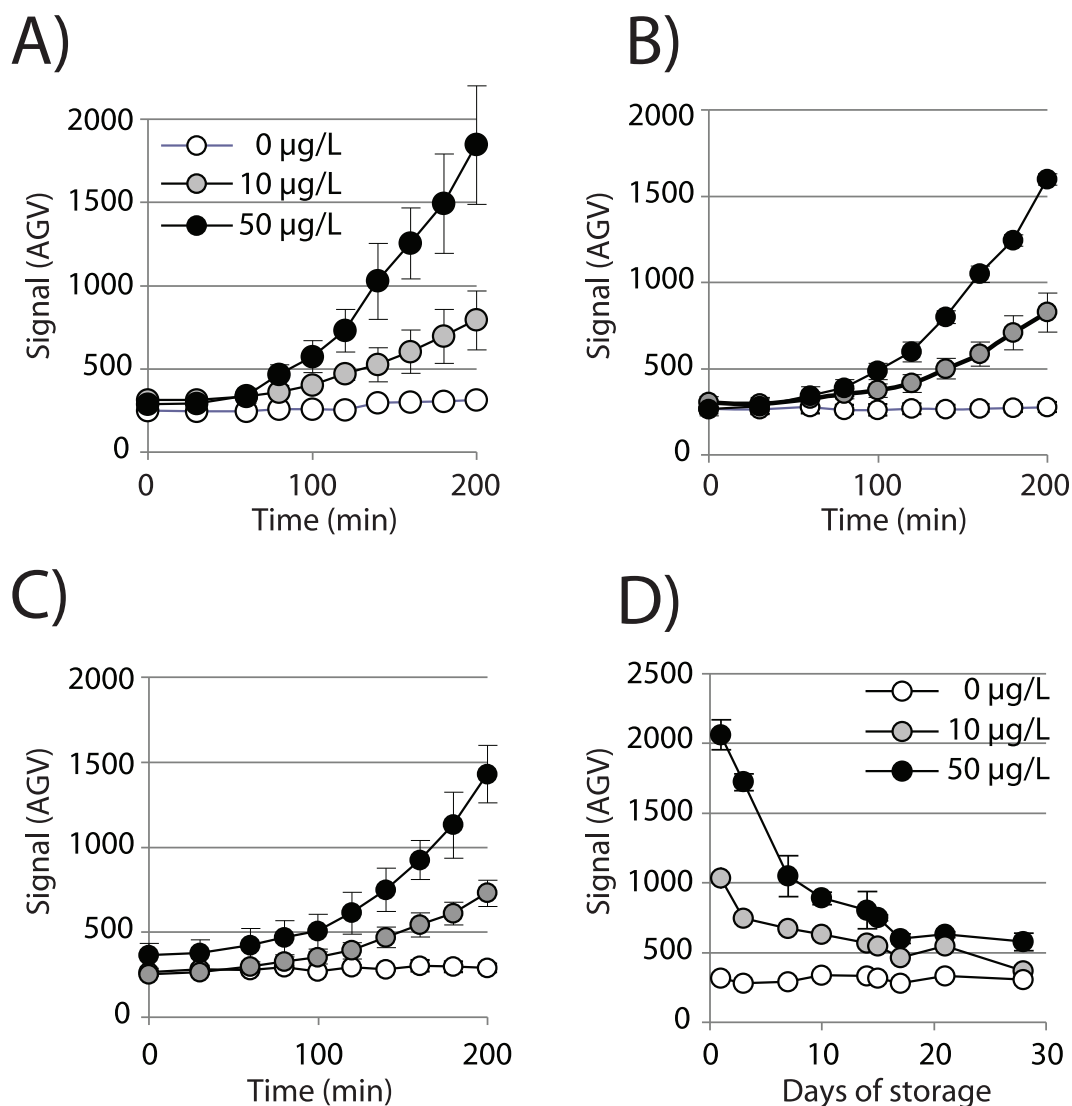 A)
2000
1500
1000
500
0
Signal (AGV)
0 µg/L
10 µg/L
50 µg/L
0 100 200
Time (min)
B)
2000
1500
1000
500
0
Signal (AGV)
0 100 200
Time (min)
C)
2000
1500
1000
500
0
Signal (AGV)
0 100 200
Time (min)
D)
2500
2000
1500
1000
500
0
Signal (AGV)
0 µg/L
10 µg/L
50 µg/L
0 10 20 30
Days of storage